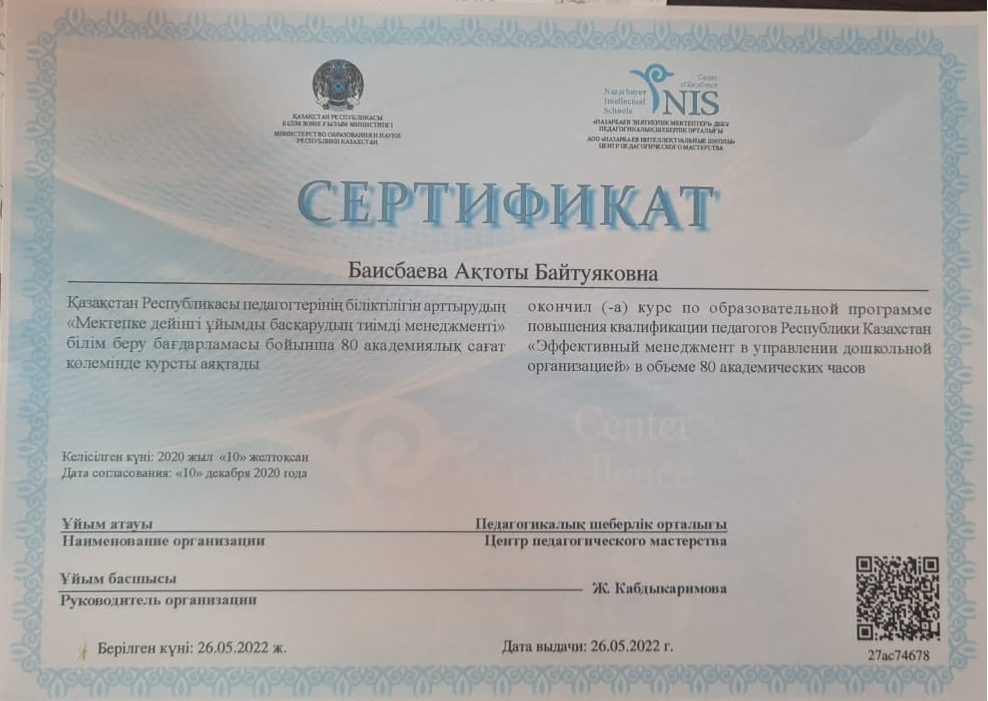 ҚАЗАҚСТАН РЕСПУБЛИКАСЫ
БІЛІМ ЖӘНЕ ҒЫЛЫМ МИНИСТРЛІГІ
МИНИСТЕРСТВО ОБРАЗОВАНИЯ И НАУКИ
РЕСПУБЛИКИ КАЗАХСТАН
Center
of Excellence
Nazarbayev
Intellectual
Schools
NIS
«НАЗАРБАЕВ ЗИЯТКЕРЛІК МЕКТЕПТЕРІ» ДББҰ
ПЕДАГОГИКАЛЫҚ ШЕБЕРЛІК ОРТАЛЫҒЫ
АОО «НАЗАРБАЕВ ИНТЕЛЛЕКТУАЛЬНЫЕ ШКОЛЫ»
ЦЕНТР ПЕДАГОГИЧЕСКОГО МАСТЕРСТВА
СЕРТИФИКАТ
Баисбаева Ақтоты Байтуяковна
Қазақстан Республикасы педагогтерінің біліктілігін арттырудың
«Мектепке дейінгі ұйымды басқарудың тиімді менеджменті»
білім беру бағдарламасы бойынша 80 академиялық сағат
көлемінде курсты аяқтады
окончил (-а) курс по образовательной программе
повышения квалификации педагогов Республики Казахстан
«Эффективный менеджмент в управлении дошкольной
организацией» в объеме 80 академических часов
Center
Келісілген күні: 2020 жыл «10» желтоқсан
Дата согласования: «10» декабря 2020 года
Ұйым атауы
Педагогикалық шеберлік орталығы
Наименование организации
Центр педагогического мастерства
Ұйым басшысы
Ж. Кабдыкаримова
Руководитель организации
Берілген күні: 26.05.2022 ж.
Дата выдачи: 26.05.2022 г.
27ac74678